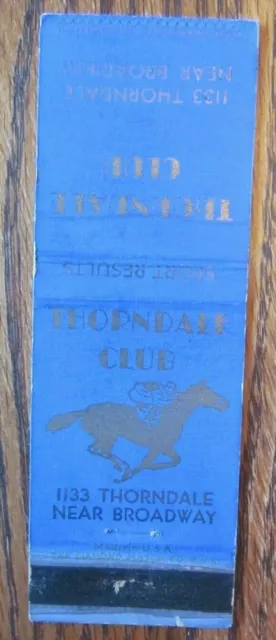 1133 THORNDALE
NEAR BROADWAY
THORNDALE
CLUB
SPORT RESULTS
THORNDALE
CLUB
1133 THORNDALE
NEAR BROADWAY